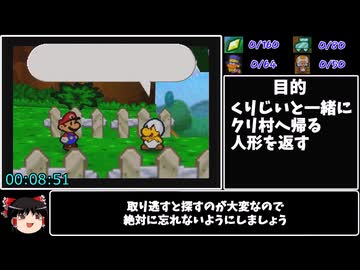 0/160
0/80
0/64
0/50
目的
くりじいと一緒に
クリ村へ帰る
人形を返す
00:08:51
取り逃すと探すのが大変なので
絶対に忘れないようにしましょう